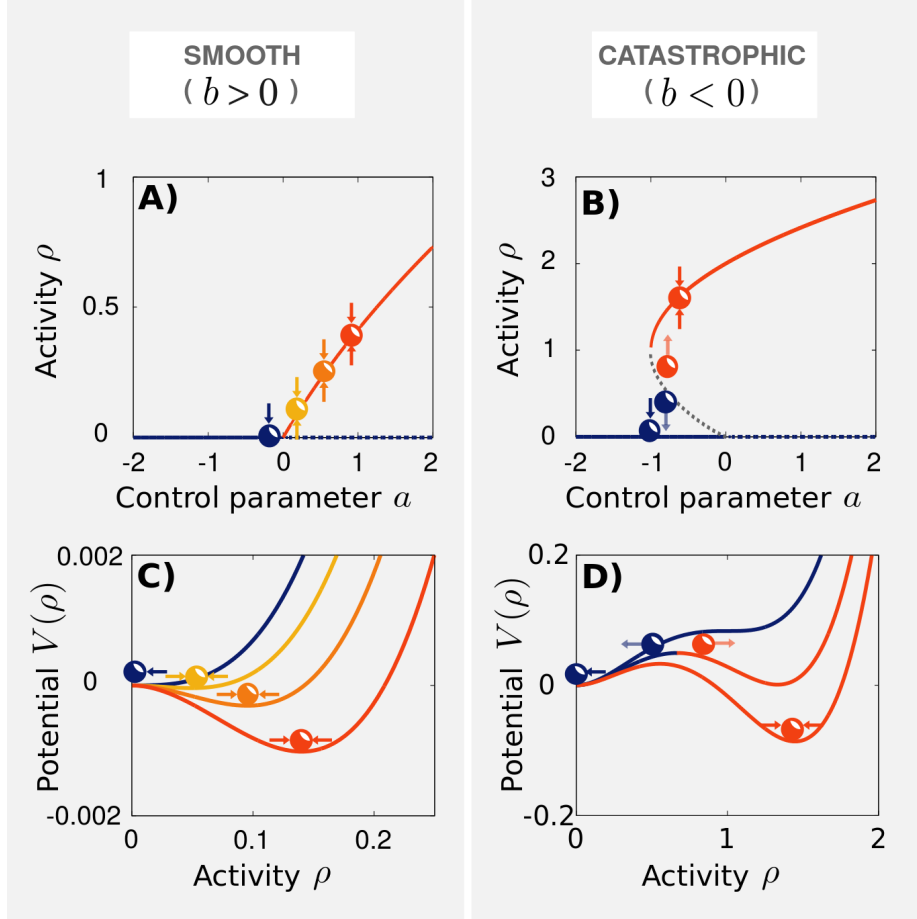 SMOOTH
( b > 0 )
CATASTROPHIC
( b < 0 )
A)
1
0.5
0
Activity ρ
-2 -1 0 1 2
Control parameter a
B)
3
2
1
0
Activity ρ
-2 -1 0 1 2
Control parameter a
C)
0.002
0
-0.002
Potential V(ρ)
0 0.1 0.2
Activity ρ
D)
0.2
0
-0.2
Potential V(ρ)
0 1 2
Activity ρ